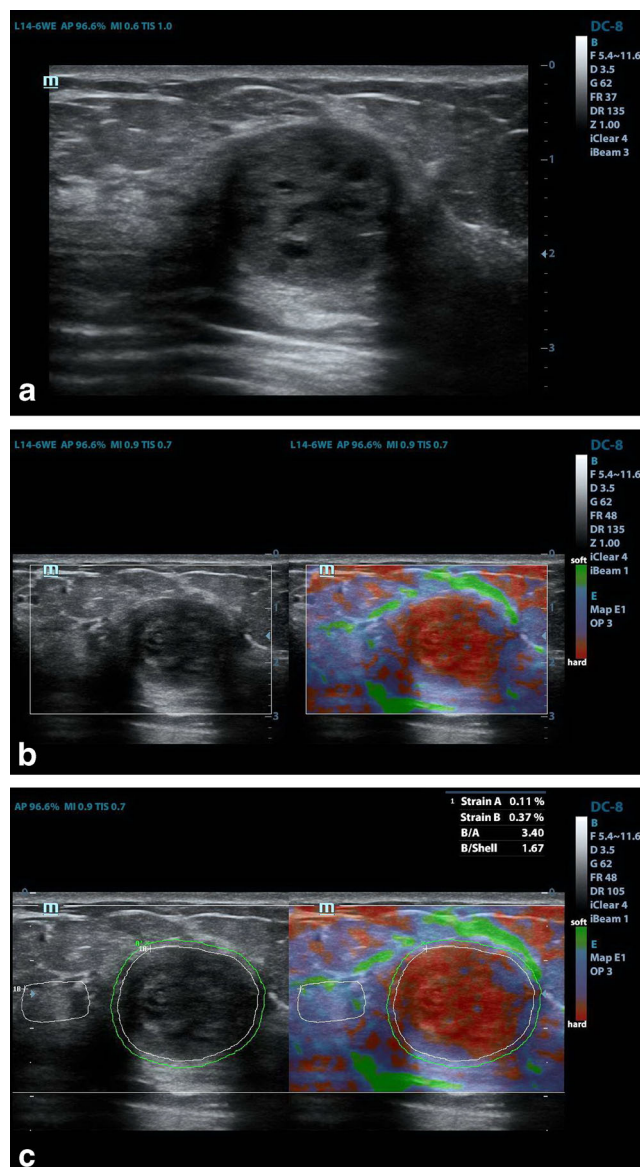 L14-6WE AP 96.6% MI 0.6 TIS 1.0
DC-8
B
F 5.4~11.6
D 3.5
G 62
FR 37
DR 135
Z 1.00
iClear 4
iBeam 3
m
0
1
2
3
a
L14-6WE AP 96.6% MI 0.9 TIS 0.7
L14-6WE AP 96.6% MI 0.9 TIS 0.7
DC-8
B
F 5.4~11.6
D 3.5
G 62
FR 48
DR 135
Z 1.00
iClear 4
iBeam 1
soft
E
Map E1
OP 3
hard
m
m
0
1
2
3
b
AP 96.6% MI 0.9 TIS 0.7
1 Strain A 0.11 %
Strain B 0.37 %
B/A 3.40
B/Shell 1.67
DC-8
B
F 5.4~11.6
D 3.5
G 62
FR 48
DR 105
iClear 4
iBeam 1
soft
E
Map E1
OP 3
hard
m
m
0
1B
c